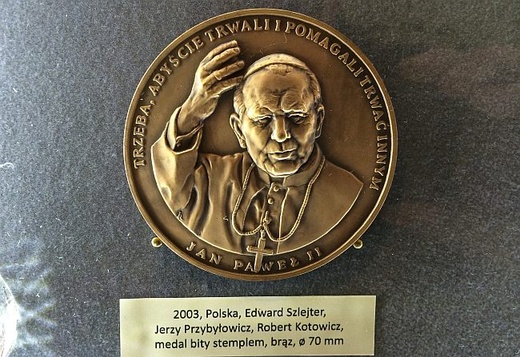 TRZEBA, ABYŚCIE TRWALI I POMAGALI TRWAĆ INNYM
JAN PAWEŁ II
2003, Polska, Edward Szlejter,
Jerzy Przybyłowicz, Robert Kotowicz,
medal bity stemplem, brąz, ø 70 mm